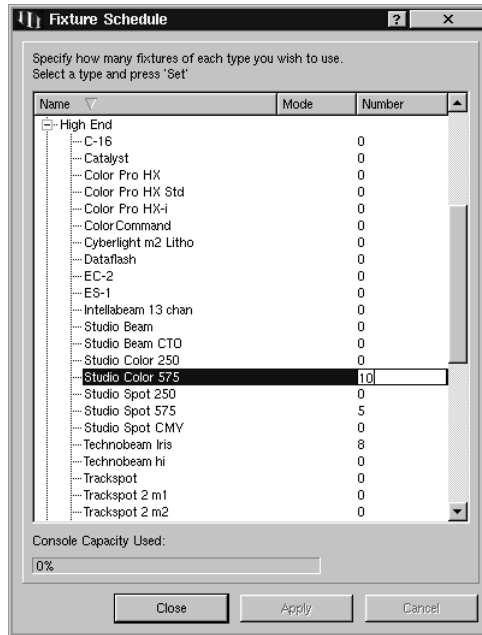 Fixture Schedule ? ×
Specify how many fixtures of each type you wish to use.
Select a type and press 'Set'
Name Mode Number
High End
C-16 0
Catalyst 0
Color Pro HX 0
Color Pro HX Std 0
Color Pro HX-i 0
ColorCommand 0
Cyberlight m2 Litho 0
Dataflash 0
EC-2 0
ES-1 0
Intellabeam 13 chan 0
Studio Beam 0
Studio Beam CTO 0
Studio Color 250 0
Studio Color 575 10
Studio Spot 250 0
Studio Spot 575 5
Studio Spot CMY 0
Technobeam Iris 8
Technobeam hi 0
Trackspot 0
Trackspot 2 m1 0
Trackspot 2 m2 0
Console Capacity Used:
0%
Close Apply Cancel